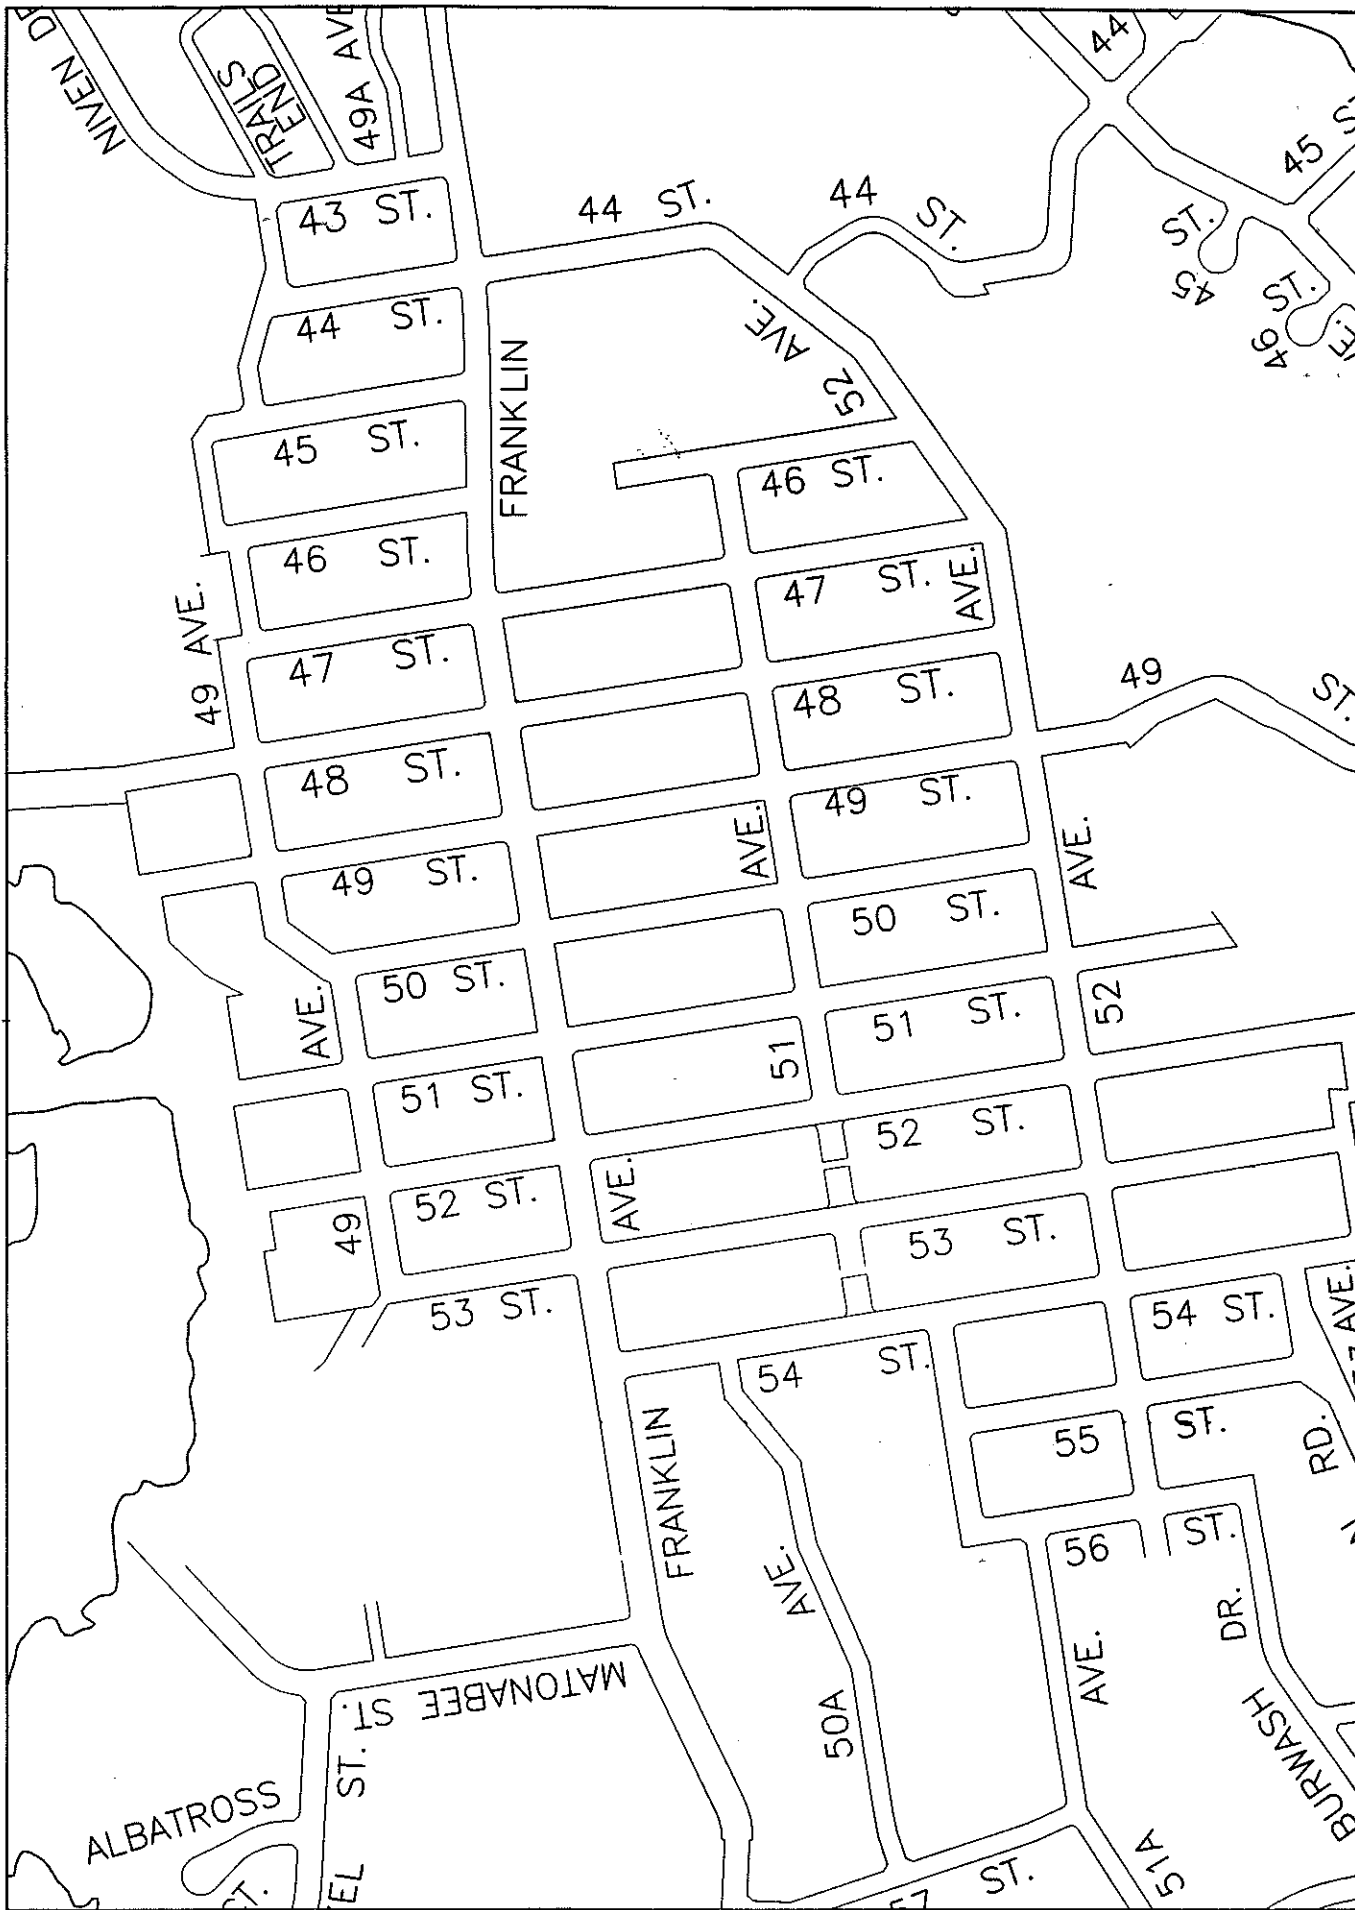 NIVEN
TRAILS
END
49A AVE
44
45
43 ST.
44 ST.
44 ST.
45 ST.
46 ST.
44 ST.
FRANKLIN
52 AVE.
45 ST.
46 ST.
46 ST.
47 ST.
AVE.
49 AVE.
47 ST.
48 ST.
49 ST.
48 ST.
49 ST.
AVE.
AVE.
49 ST.
50 ST.
50 ST.
AVE.
51 ST.
52
51
51 ST.
52 ST.
52 ST.
AVE.
49
53 ST.
53 ST.
54 ST.
AVE.
54 ST.
FRANKLIN
55 ST.
RD.
56 ST.
AVE.
50A
DR.
BURWASH
AVE.
MATONABEE ST.
ST.
ALBATROSS
51A
ST.